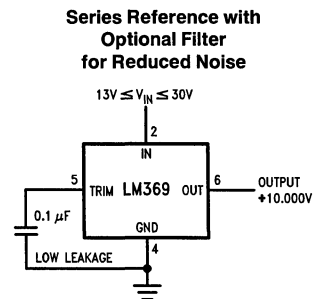 Series Reference with
Optional Filter
for Reduced Noise
13V ≤ VIN ≤ 30V
2
IN
5
TRIM LM369 OUT
6
OUTPUT
+10.000V
0.1 μF
GND
4
LOW LEAKAGE